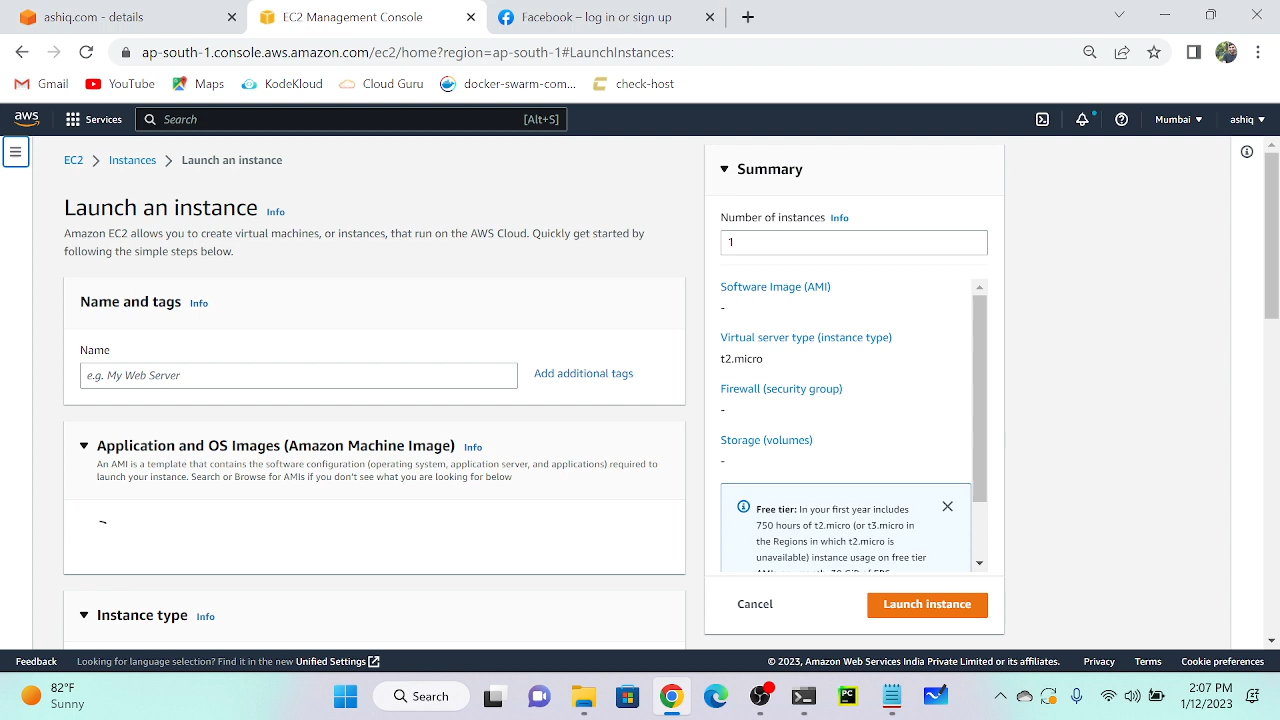 ashiq.com - details
EC2 Management Console
Facebook – log in or sign up
ap-south-1.console.aws.amazon.com/ec2/home?region=ap-south-1#LaunchInstances:
Gmail
YouTube
Maps
KodeKloud
Cloud Guru
docker-swarm-com...
check-host
aws
Services
Search
[Alt+S]
Mumbai
ashiq
EC2
Instances
Launch an instance
Launch an instance Info
Amazon EC2 allows you to create virtual machines, or instances, that run on the AWS Cloud. Quickly get started by
following the simple steps below.
Name and tags Info
Name
e.g. My Web Server
Add additional tags
Application and OS Images (Amazon Machine Image) Info
An AMI is a template that contains the software configuration (operating system, application server, and applications) required to
launch your instance. Search or Browse for AMIs if you don't see what you are looking for below
Instance type Info
Summary
Number of instances Info
1
Software Image (AMI)
-
Virtual server type (instance type)
t2.micro
Firewall (security group)
-
Storage (volumes)
-
Free tier: In your first year includes
750 hours of t2.micro (or t3.micro in
the Regions in which t2.micro is
unavailable) instance usage on free tier
Cancel
Launch instance
Feedback
Looking for language selection? Find it in the new Unified Settings
© 2023, Amazon Web Services India Private Limited or its affiliates.
Privacy
Terms
Cookie preferences
82°F
Sunny
Search
PC
2:07 PM
1/12/2023